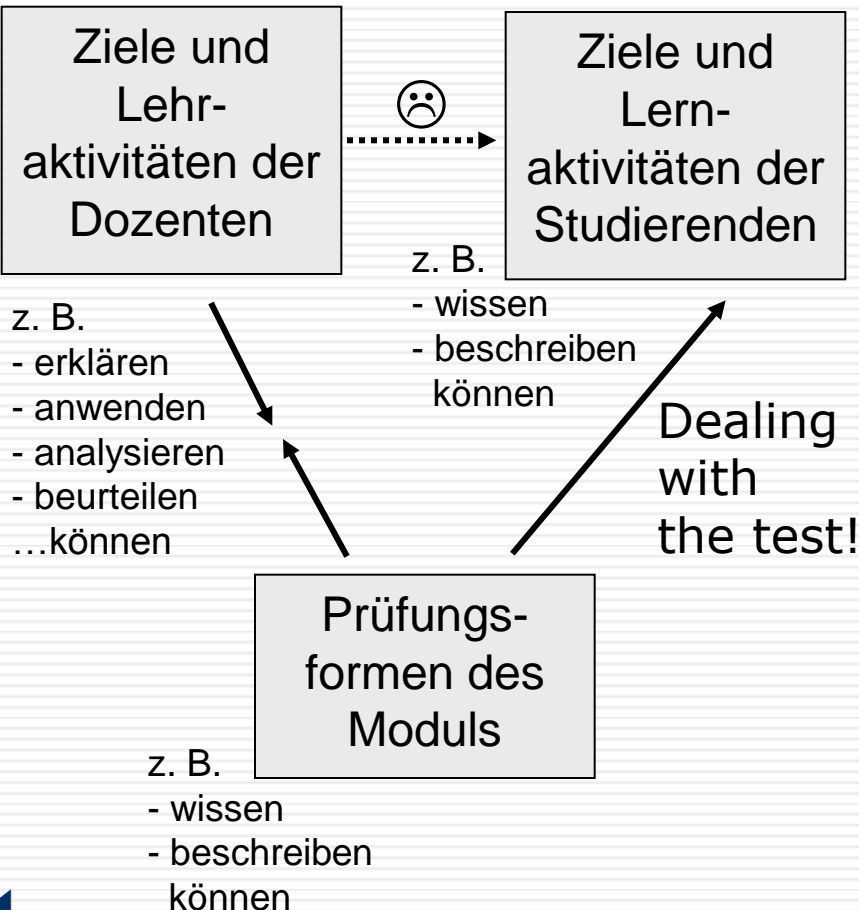 Ziele und
Lehr-
aktivitäten der
Dozenten
Ziele und
Lern-
aktivitäten der
Studierenden
z. B.
- erklären
- anwenden
- analysieren
- beurteilen
…können
z. B.
- wissen
- beschreiben
können
Dealing
with
the test!
Prüfungs-
formen des
Moduls
z. B.
- wissen
- beschreiben
können